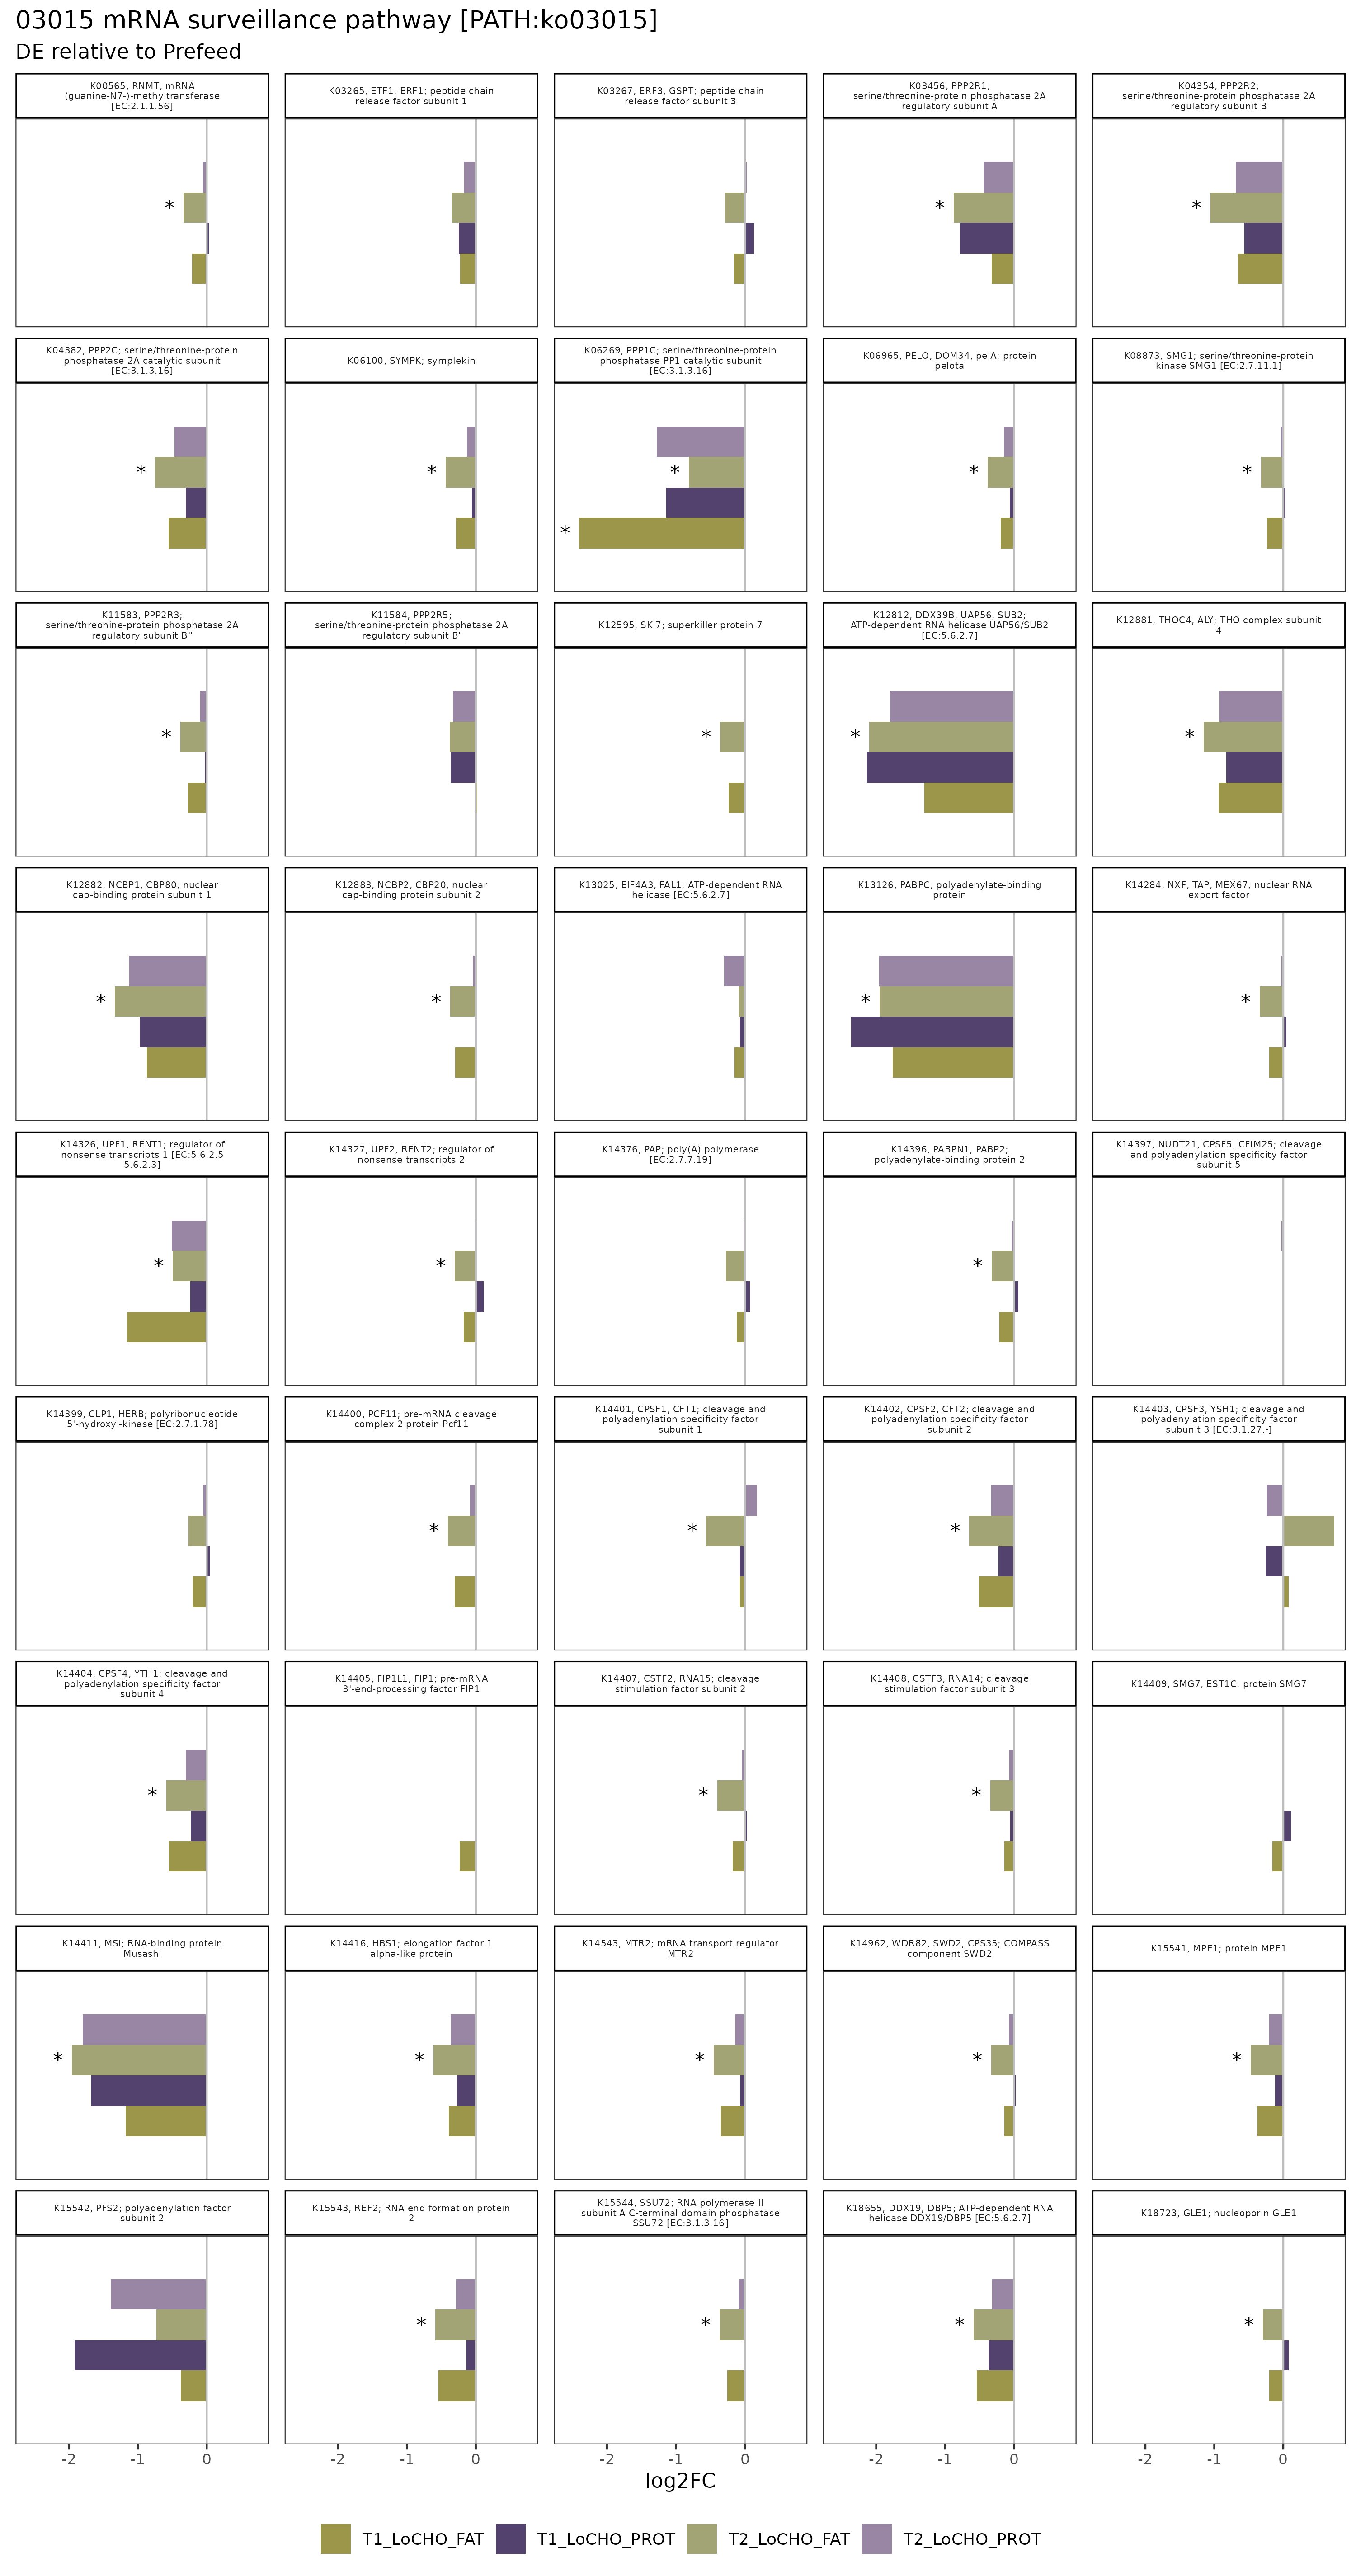 03015 mRNA surveillance pathway [PATH:ko03015]
DE relative to Prefeed
K00565, RNMT; mRNA
(guanine-N7-)-methyltransferase
[EC:2.1.1.56]
K03265, ETF1, ERF1; peptide chain
release factor subunit 1
K03267, ERF3, GSPT; peptide chain
release factor subunit 3
K03456, PPP2R1;
serine/threonine-protein phosphatase 2A
regulatory subunit A
K04354, PPP2R2;
serine/threonine-protein phosphatase 2A
regulatory subunit B
*
*
*
K04382, PPP2C; serine/threonine-protein
phosphatase 2A catalytic subunit
[EC:3.1.3.16]
K06100, SYMPK; symplekin
K06269, PPP1C; serine/threonine-protein
phosphatase PP1 catalytic subunit
[EC:3.1.3.16]
K06965, PELO, DOM34, pelA; protein
pelota
K08873, SMG1; serine/threonine-protein
kinase SMG1 [EC:2.7.11.1]
*
*
*
*
*
*
K11583, PPP2R3;
serine/threonine-protein phosphatase 2A
regulatory subunit B''
K11584, PPP2R5;
serine/threonine-protein phosphatase 2A
regulatory subunit B'
K12595, SKI7; superkiller protein 7
K12812, DDX39B, UAP56, SUB2;
ATP-dependent RNA helicase UAP56/SUB2
[EC:5.6.2.7]
K12881, THOC4, ALY; THO complex subunit
4
*
*
*
*
K12882, NCBP1, CBP80; nuclear
cap-binding protein subunit 1
K12883, NCBP2, CBP20; nuclear
cap-binding protein subunit 2
K13025, EIF4A3, FAL1; ATP-dependent RNA
helicase [EC:5.6.2.7]
K13126, PABPC; polyadenylate-binding
protein
K14284, NXF, TAP, MEX67; nuclear RNA
export factor
*
*
*
*
K14326, UPF1, RENT1; regulator of
nonsense transcripts 1 [EC:5.6.2.5
5.6.2.3]
K14327, UPF2, RENT2; regulator of
nonsense transcripts 2
K14376, PAP; poly(A) polymerase
[EC:2.7.7.19]
K14396, PABPN1, PABP2;
polyadenylate-binding protein 2
K14397, NUDT21, CPSF5, CFIM25; cleavage
and polyadenylation specificity factor
subunit 5
*
*
*
K14399, CLP1, HERB; polyribonucleotide
5'-hydroxyl-kinase [EC:2.7.1.78]
K14400, PCF11; pre-mRNA cleavage
complex 2 protein Pcf11
K14401, CPSF1, CFT1; cleavage and
polyadenylation specificity factor
subunit 1
K14402, CPSF2, CFT2; cleavage and
polyadenylation specificity factor
subunit 2
K14403, CPSF3, YSH1; cleavage and
polyadenylation specificity factor
subunit 3 [EC:3.1.27.-]
*
*
*
K14404, CPSF4, YTH1; cleavage and
polyadenylation specificity factor
subunit 4
K14405, FIP1L1, FIP1; pre-mRNA
3'-end-processing factor FIP1
K14407, CSTF2, RNA15; cleavage
stimulation factor subunit 2
K14408, CSTF3, RNA14; cleavage
stimulation factor subunit 3
K14409, SMG7, EST1C; protein SMG7
*
*
*
K14411, MSI; RNA-binding protein
Musashi
K14416, HBS1; elongation factor 1
alpha-like protein
K14543, MTR2; mRNA transport regulator
MTR2
K14962, WDR82, SWD2, CPS35; COMPASS
component SWD2
K15541, MPE1; protein MPE1
*
*
*
*
*
K15542, PFS2; polyadenylation factor
subunit 2
K15543, REF2; RNA end formation protein
2
K15544, SSU72; RNA polymerase II
subunit A C-terminal domain phosphatase
SSU72 [EC:3.1.3.16]
K18655, DDX19, DBP5; ATP-dependent RNA
helicase DDX19/DBP5 [EC:5.6.2.7]
K18723, GLE1; nucleoporin GLE1
*
*
*
*
-2 -1 0 -2 -1 0 -2 -1 0 -2 -1 0 -2 -1 0
log2FC
T1_LoCHO_FAT T1_LoCHO_PROT T2_LoCHO_FAT T2_LoCHO_PROT